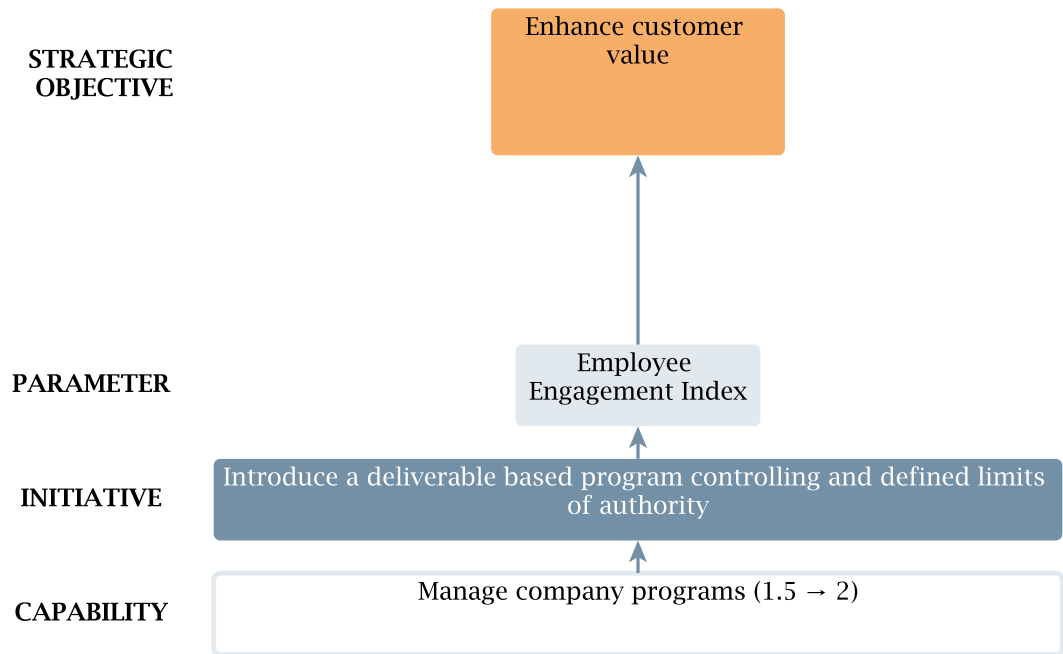 STRATEGIC
OBJECTIVE
Enhance customer
value
PARAMETER
Employee
Engagement Index
INITIATIVE
Introduce a deliverable based program controlling and defined limits
of authority
CAPABILITY
Manage company programs (1.5 → 2)